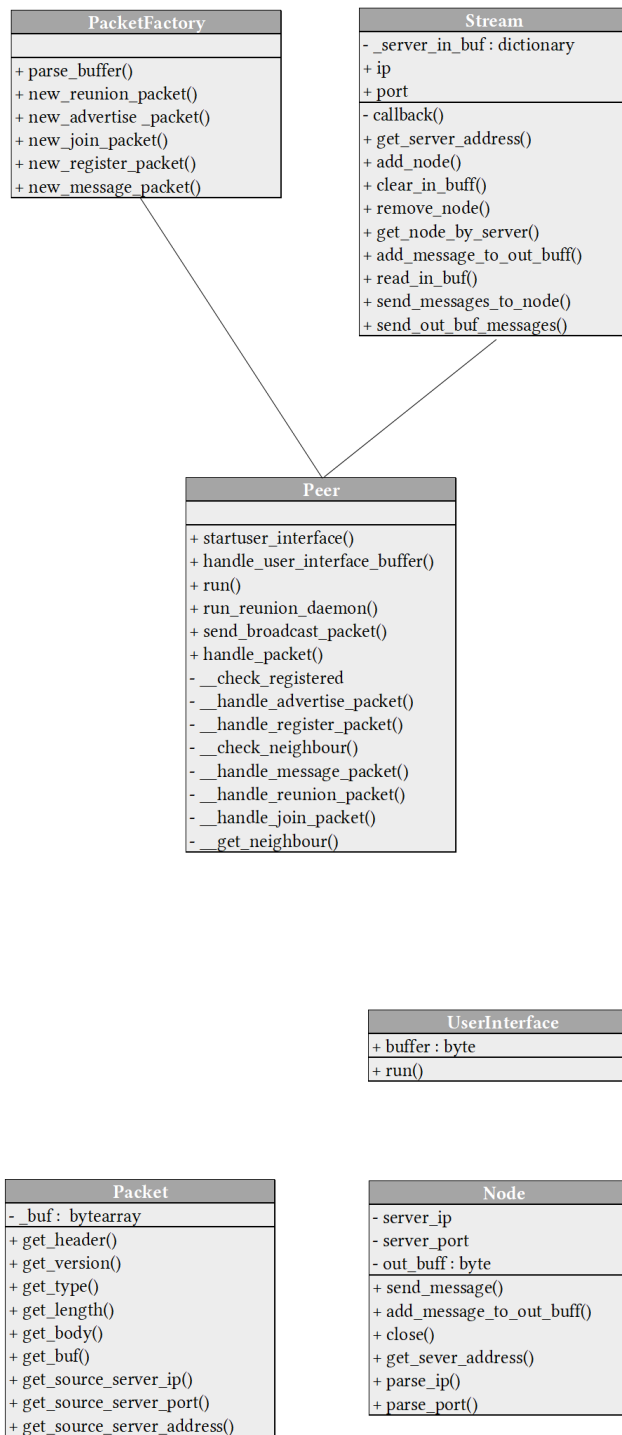 PacketFactory
+ parse_buffer()
+ new_reunion_packet()
+ new_advertise _packet()
+ new_join_packet()
+ new_register_packet()
+ new_message_packet()
Stream
- _server_in_buf : dictionary
+ ip
+ port
- callback()
+ get_server_address()
+ add_node()
+ clear_in_buff()
+ remove_node()
+ get_node_by_server()
+ add_message_to_out_buff()
+ read_in_buf()
+ send_messages_to_node()
+ send_out_buf_messages()
Peer
+ startuser_interface()
+ handle_user_interface_buffer()
+ run()
+ run_reunion_daemon()
+ send_broadcast_packet()
+ handle_packet()
- __check_registered
- __handle_advertise_packet()
- __handle_register_packet()
- __check_neighbour()
- __handle_message_packet()
- __handle_reunion_packet()
- __handle_join_packet()
- __get_neighbour()
UserInterface
+ buffer : byte
+ run()
Packet
- _buf : bytearray
+ get_header()
+ get_version()
+ get_type()
+ get_length()
+ get_body()
+ get_buf()
+ get_source_server_ip()
+ get_source_server_port()
+ get_source_server_address()
Node
- server_ip
- server_port
- out_buff : byte
+ send_message()
+ add_message_to_out_buff()
+ close()
+ get_sever_address()
+ parse_ip()
+ parse_port()